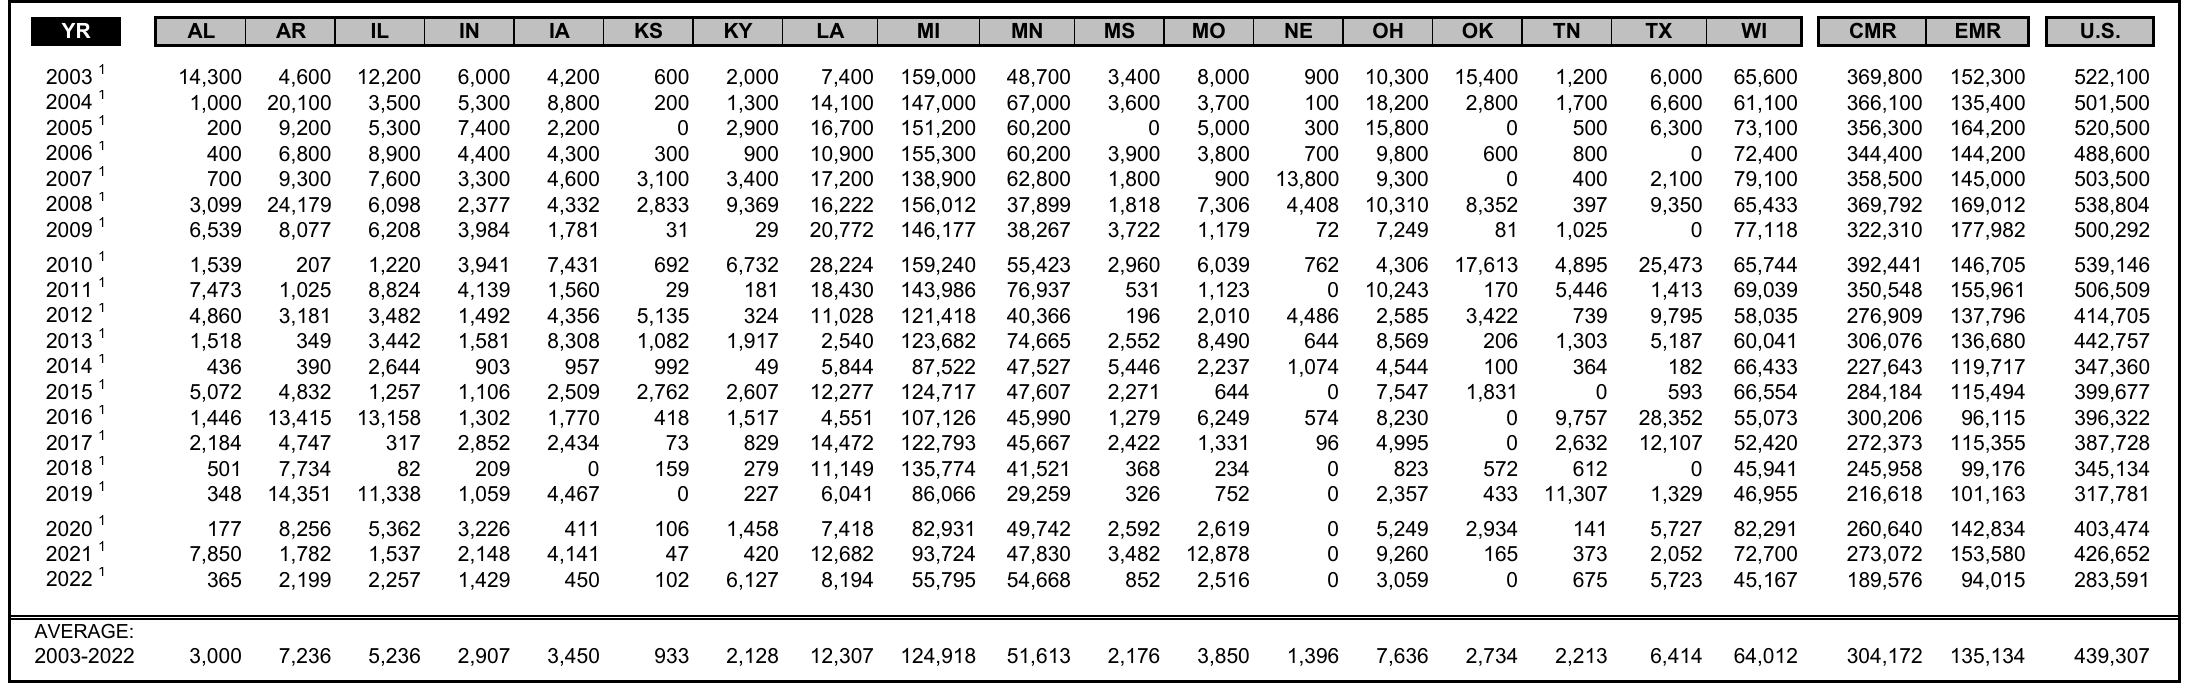 YR AL AR IL IN IA KS KY LA MI MN MS MO NE OH OK TN TX WI CMR EMR U.S.
2003 1 14,300 4,600 12,200 6,000 4,200 600 2,000 7,400 159,000 48,700 3,400 8,000 900 10,300 15,400 1,200 6,000 65,600 369,800 152,300 522,100
2004 1 1,000 20,100 3,500 5,300 8,800 200 1,300 14,100 147,000 67,000 3,600 3,700 100 18,200 2,800 1,700 6,600 61,100 366,100 135,400 501,500
2005 1 200 9,200 5,300 7,400 2,200 0 2,900 16,700 151,200 60,200 0 5,000 300 15,800 0 500 6,300 73,100 356,300 164,200 520,500
2006 1 400 6,800 8,900 4,400 4,300 300 900 10,900 155,300 60,200 3,900 3,800 700 9,800 600 800 0 72,400 344,400 144,200 488,600
2007 1 700 9,300 7,600 3,300 4,600 3,100 3,400 17,200 138,900 62,800 1,800 900 13,800 9,300 0 400 2,100 79,100 358,500 145,000 503,500
2008 1 3,099 24,179 6,098 2,377 4,332 2,833 9,369 16,222 156,012 37,899 1,818 7,306 4,408 10,310 8,352 397 9,350 65,433 369,792 169,012 538,804
2009 1 6,539 8,077 6,208 3,984 1,781 31 29 20,772 146,177 38,267 3,722 1,179 72 7,249 81 1,025 0 77,118 322,310 177,982 500,292
2010 1 1,539 207 1,220 3,941 7,431 692 6,732 28,224 159,240 55,423 2,960 6,039 762 4,306 17,613 4,895 25,473 65,744 392,441 146,705 539,146
2011 1 7,473 1,025 8,824 4,139 1,560 29 181 18,430 143,986 76,937 531 1,123 0 10,243 170 5,446 1,413 69,039 350,548 155,961 506,509
2012 1 4,860 3,181 3,482 1,492 4,356 5,135 324 11,028 121,418 40,366 196 2,010 4,486 2,585 3,422 739 9,795 58,035 276,909 137,796 414,705
2013 1 1,518 349 3,442 1,581 8,308 1,082 1,917 2,540 123,682 74,665 2,552 8,490 644 8,569 206 1,303 5,187 60,041 306,076 136,680 442,757
2014 1 436 390 2,644 903 957 992 49 5,844 87,522 47,527 5,446 2,237 1,074 4,544 100 364 182 66,433 227,643 119,717 347,360
2015 1 5,072 4,832 1,257 1,106 2,509 2,762 2,607 12,277 124,717 47,607 2,271 644 0 7,547 1,831 0 593 66,554 284,184 115,494 399,677
2016 1 1,446 13,415 13,158 1,302 1,770 418 1,517 4,551 107,126 45,990 1,279 6,249 574 8,230 0 9,757 28,352 55,073 300,206 96,115 396,322
2017 1 2,184 4,747 317 2,852 2,434 73 829 14,472 122,793 45,667 2,422 1,331 96 4,995 0 2,632 12,107 52,420 272,373 115,355 387,728
2018 1 501 7,734 82 209 0 159 279 11,149 135,774 41,521 368 234 0 823 572 612 0 45,941 245,958 99,176 345,134
2019 1 348 14,351 11,338 1,059 4,467 0 227 6,041 86,066 29,259 326 752 0 2,357 433 11,307 1,329 46,955 216,618 101,163 317,781
2020 1 177 8,256 5,362 3,226 411 106 1,458 7,418 82,931 49,742 2,592 2,619 0 5,249 2,934 141 5,727 82,291 260,640 142,834 403,474
2021 1 7,850 1,782 1,537 2,148 4,141 47 420 12,682 93,724 47,830 3,482 12,878 0 9,260 165 373 2,052 72,700 273,072 153,580 426,652
2022 1 365 2,199 2,257 1,429 450 102 6,127 8,194 55,795 54,668 852 2,516 0 3,059 0 675 5,723 45,167 189,576 94,015 283,591
AVERAGE:
2003-2022 3,000 7,236 5,236 2,907 3,450 933 2,128 12,307 124,918 51,613 2,176 3,850 1,396 7,636 2,734 2,213 6,414 64,012 304,172 135,134 439,307